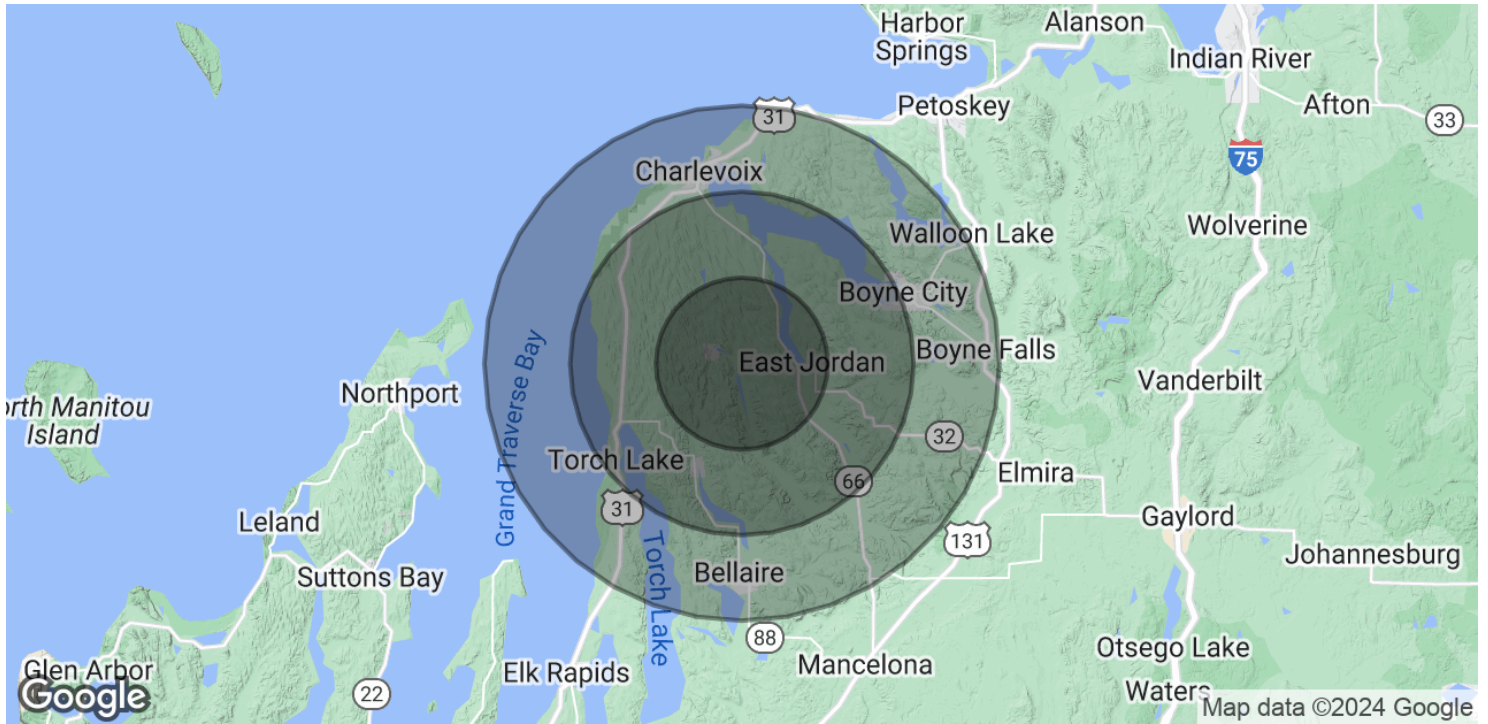 Harbor
Springs
Alanson
Indian River
Petoskey
Afton
31
33
75
Charlevoix
Wolverine
Walloon Lake
Boyne City
Boyne Falls
East Jordan
Vanderbilt
Grand Traverse Bay
Northport
orth Manitou
Island
32
Torch Lake
Elmira
66
31
Leland
Gaylord
131
Johannesburg
Torch Lake
Bellaire
Suttons Bay
88
Otsego Lake
Mancelona
Elk Rapids
Glen Arbor
22
Waters
Google
Map data ©2024 Google